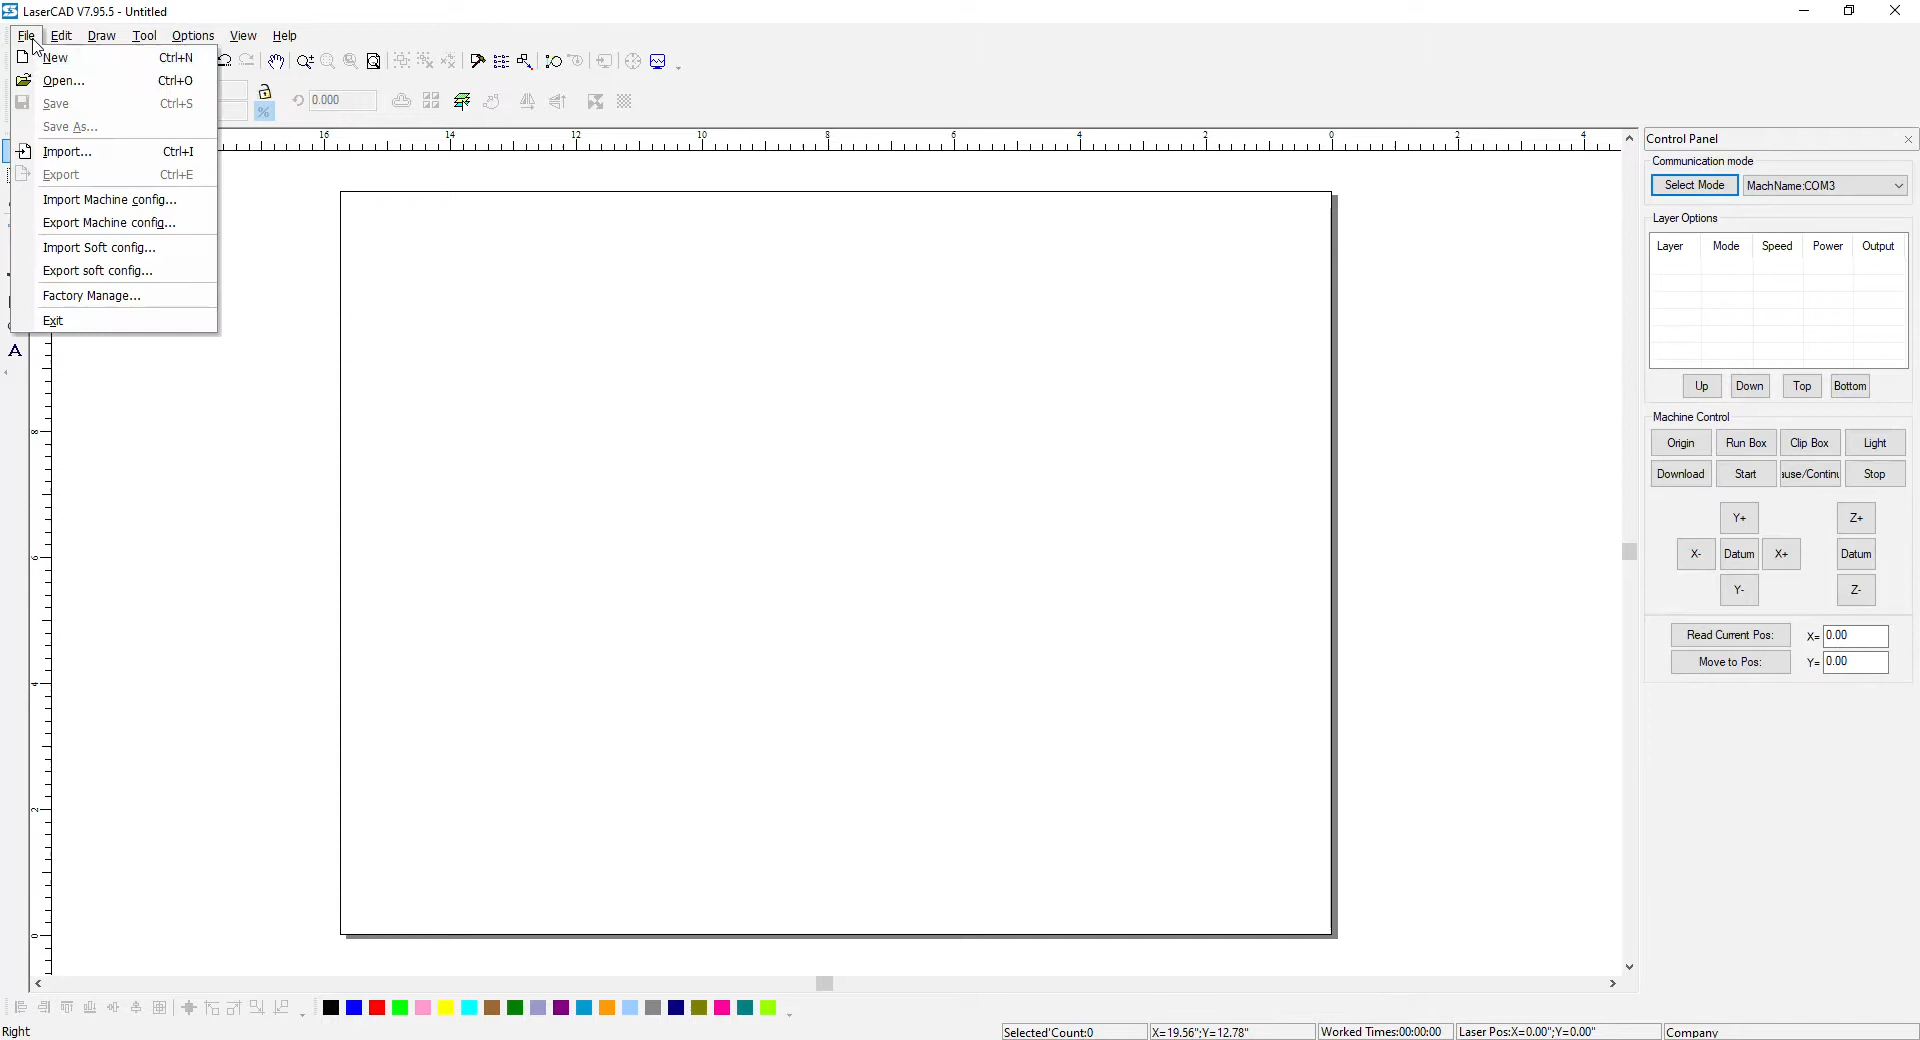 LaserCAD V7.95.5 - Untitled
File Edit Draw Tool Options View Help
New Ctrl+N
Open... Ctrl+O
Save Ctrl+S
Save As...
Import... Ctrl+I
Export Ctrl+E
Import Machine config...
Export Machine config...
Import Soft config...
Export soft config...
Factory Manage...
Exit
%
0.000
16 14 12 10 8 6 4 2 0 2 4
8
6
4
2
0
A
Control Panel
Communication mode
Select Mode MachName:COM3
Layer Options
Layer Mode Speed Power Output
Up Down Top Bottom
Machine Control
Origin Run Box Clip Box Light
Download Start ause/Continu Stop
Y+ Z+
X- Datum X+ Datum
Y- Z-
Read Current Pos: X= 0.00
Move to Pos: Y= 0.00
Right Selected'Count:0 X=19.56";Y=12.78" Worked Times:00:00:00 Laser Pos:X=0.00";Y=0.00" Company